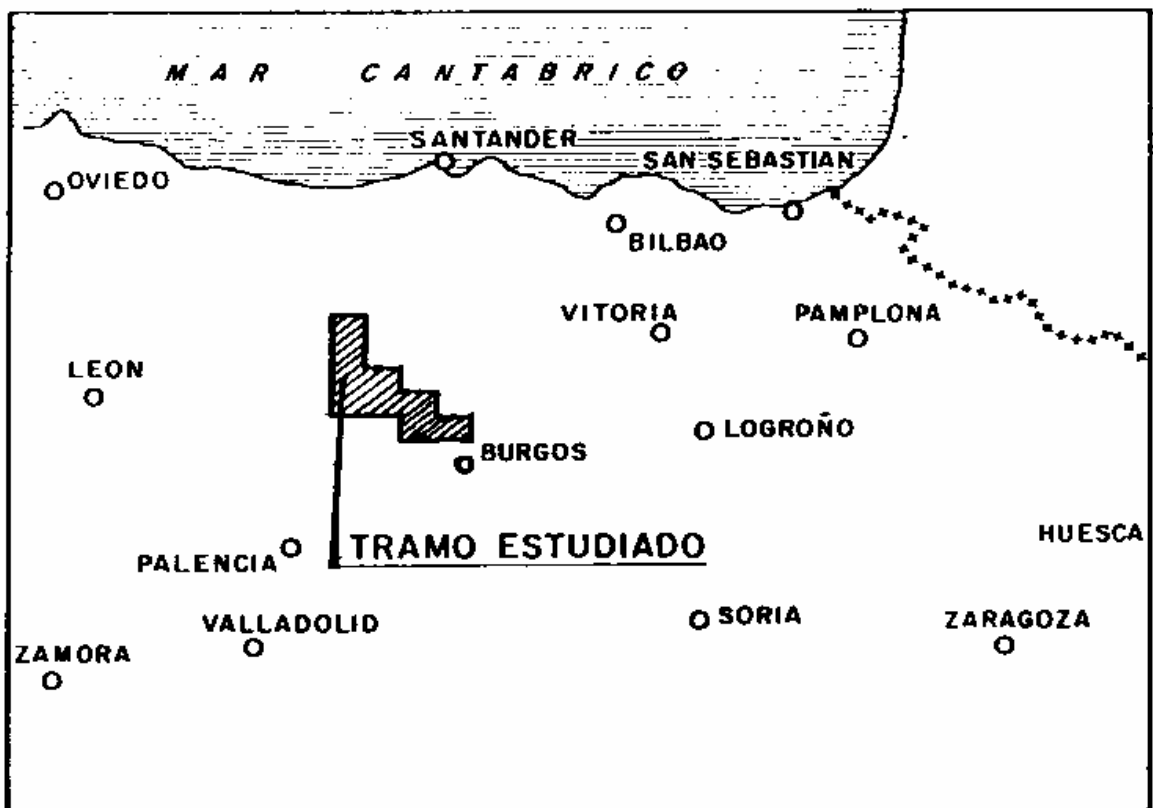 MAR CANTABRICO
SANTANDER
SAN SEBASTIAN
OVIEDO
BILBAO
VITORIA
PAMPLONA
LEON
LOGROÑO
BURGOS
HUESCA
TRAMO ESTUDIADO
PALENCIA
SORIA
ZARAGOZA
VALLADOLID
ZAMORA